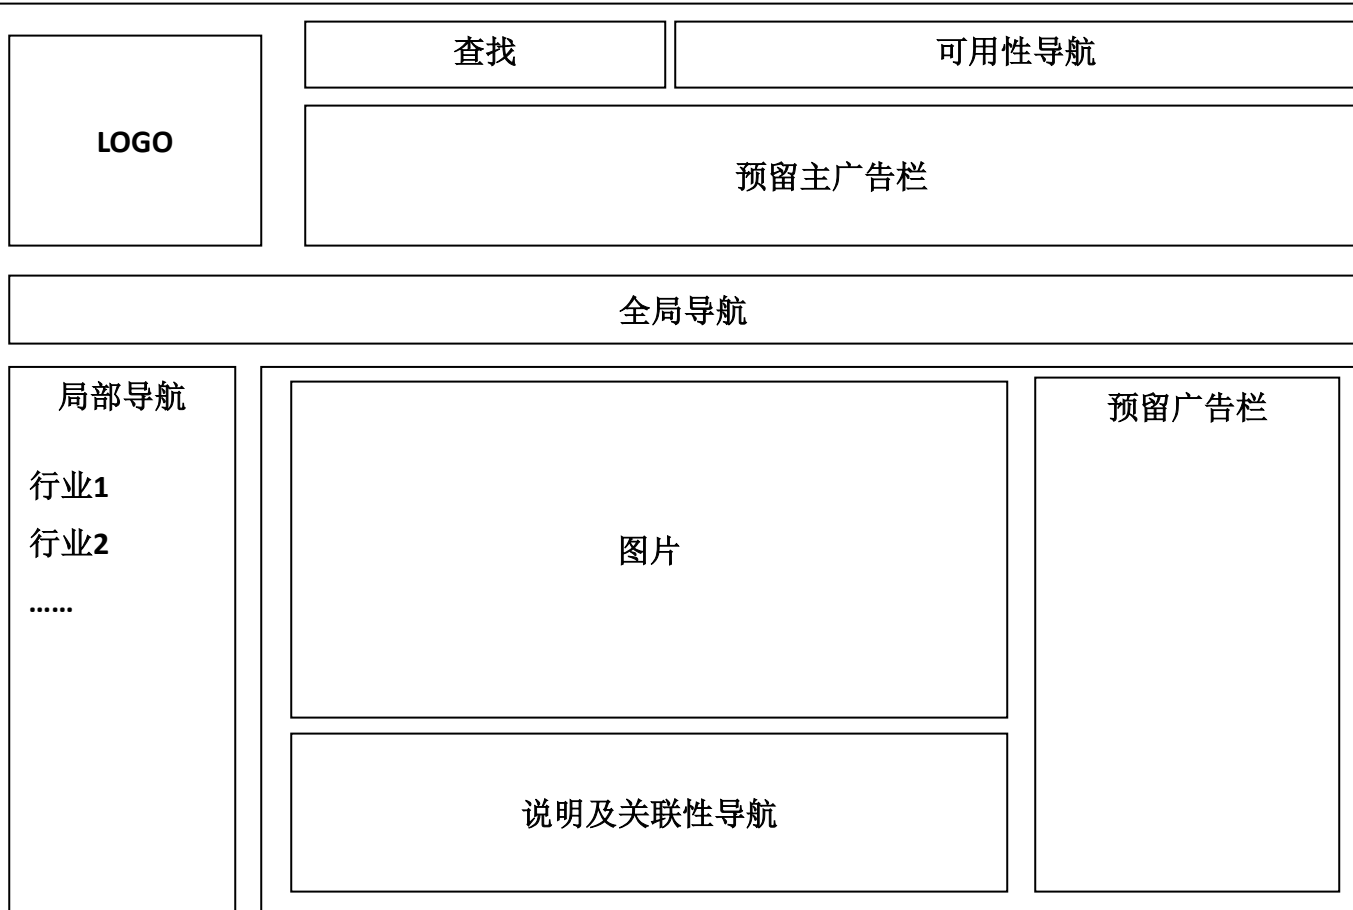 查找
可用性导航
LOGO
预留主广告栏
全局导航
局部导航
行业1
行业2
……
图片
说明及关联性导航
预留广告栏